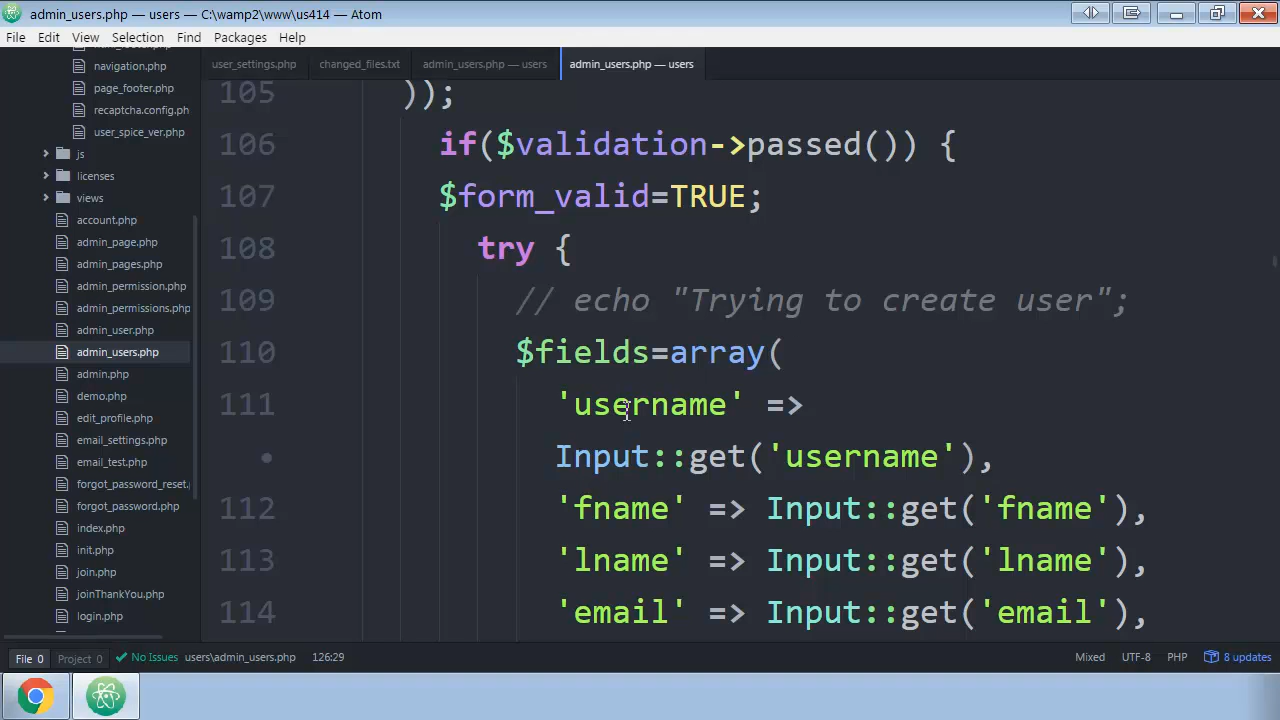 admin_users.php — users — C:\wamp2\www\us414 — Atom
File Edit View Selection Find Packages Help
user_settings.php changed_files.txt admin_users.php — users admin_users.php — users
navigation.php
page_footer.php
recaptcha.config.ph
user_spice_ver.php
js
licenses
views
account.php
admin_page.php
admin_pages.php
admin_permission.php
admin_permissions.php
admin_user.php
admin_users.php
admin.php
demo.php
edit_profile.php
email_settings.php
email_test.php
forgot_password_reset.
forgot_password.php
index.php
init.php
join.php
joinThankYou.php
login.php
105 ));
106 if($validation->passed()) {
107 $form_valid=TRUE;
108 try {
109 // echo "Trying to create user";
110 $fields=array(
111 'username' =>
• Input::get('username'),
112 'fname' => Input::get('fname'),
113 'lname' => Input::get('lname'),
114 'email' => Input::get('email'),
File 0 Project 0 No Issues users\admin_users.php 126:29 Mixed UTF-8 PHP 8 updates